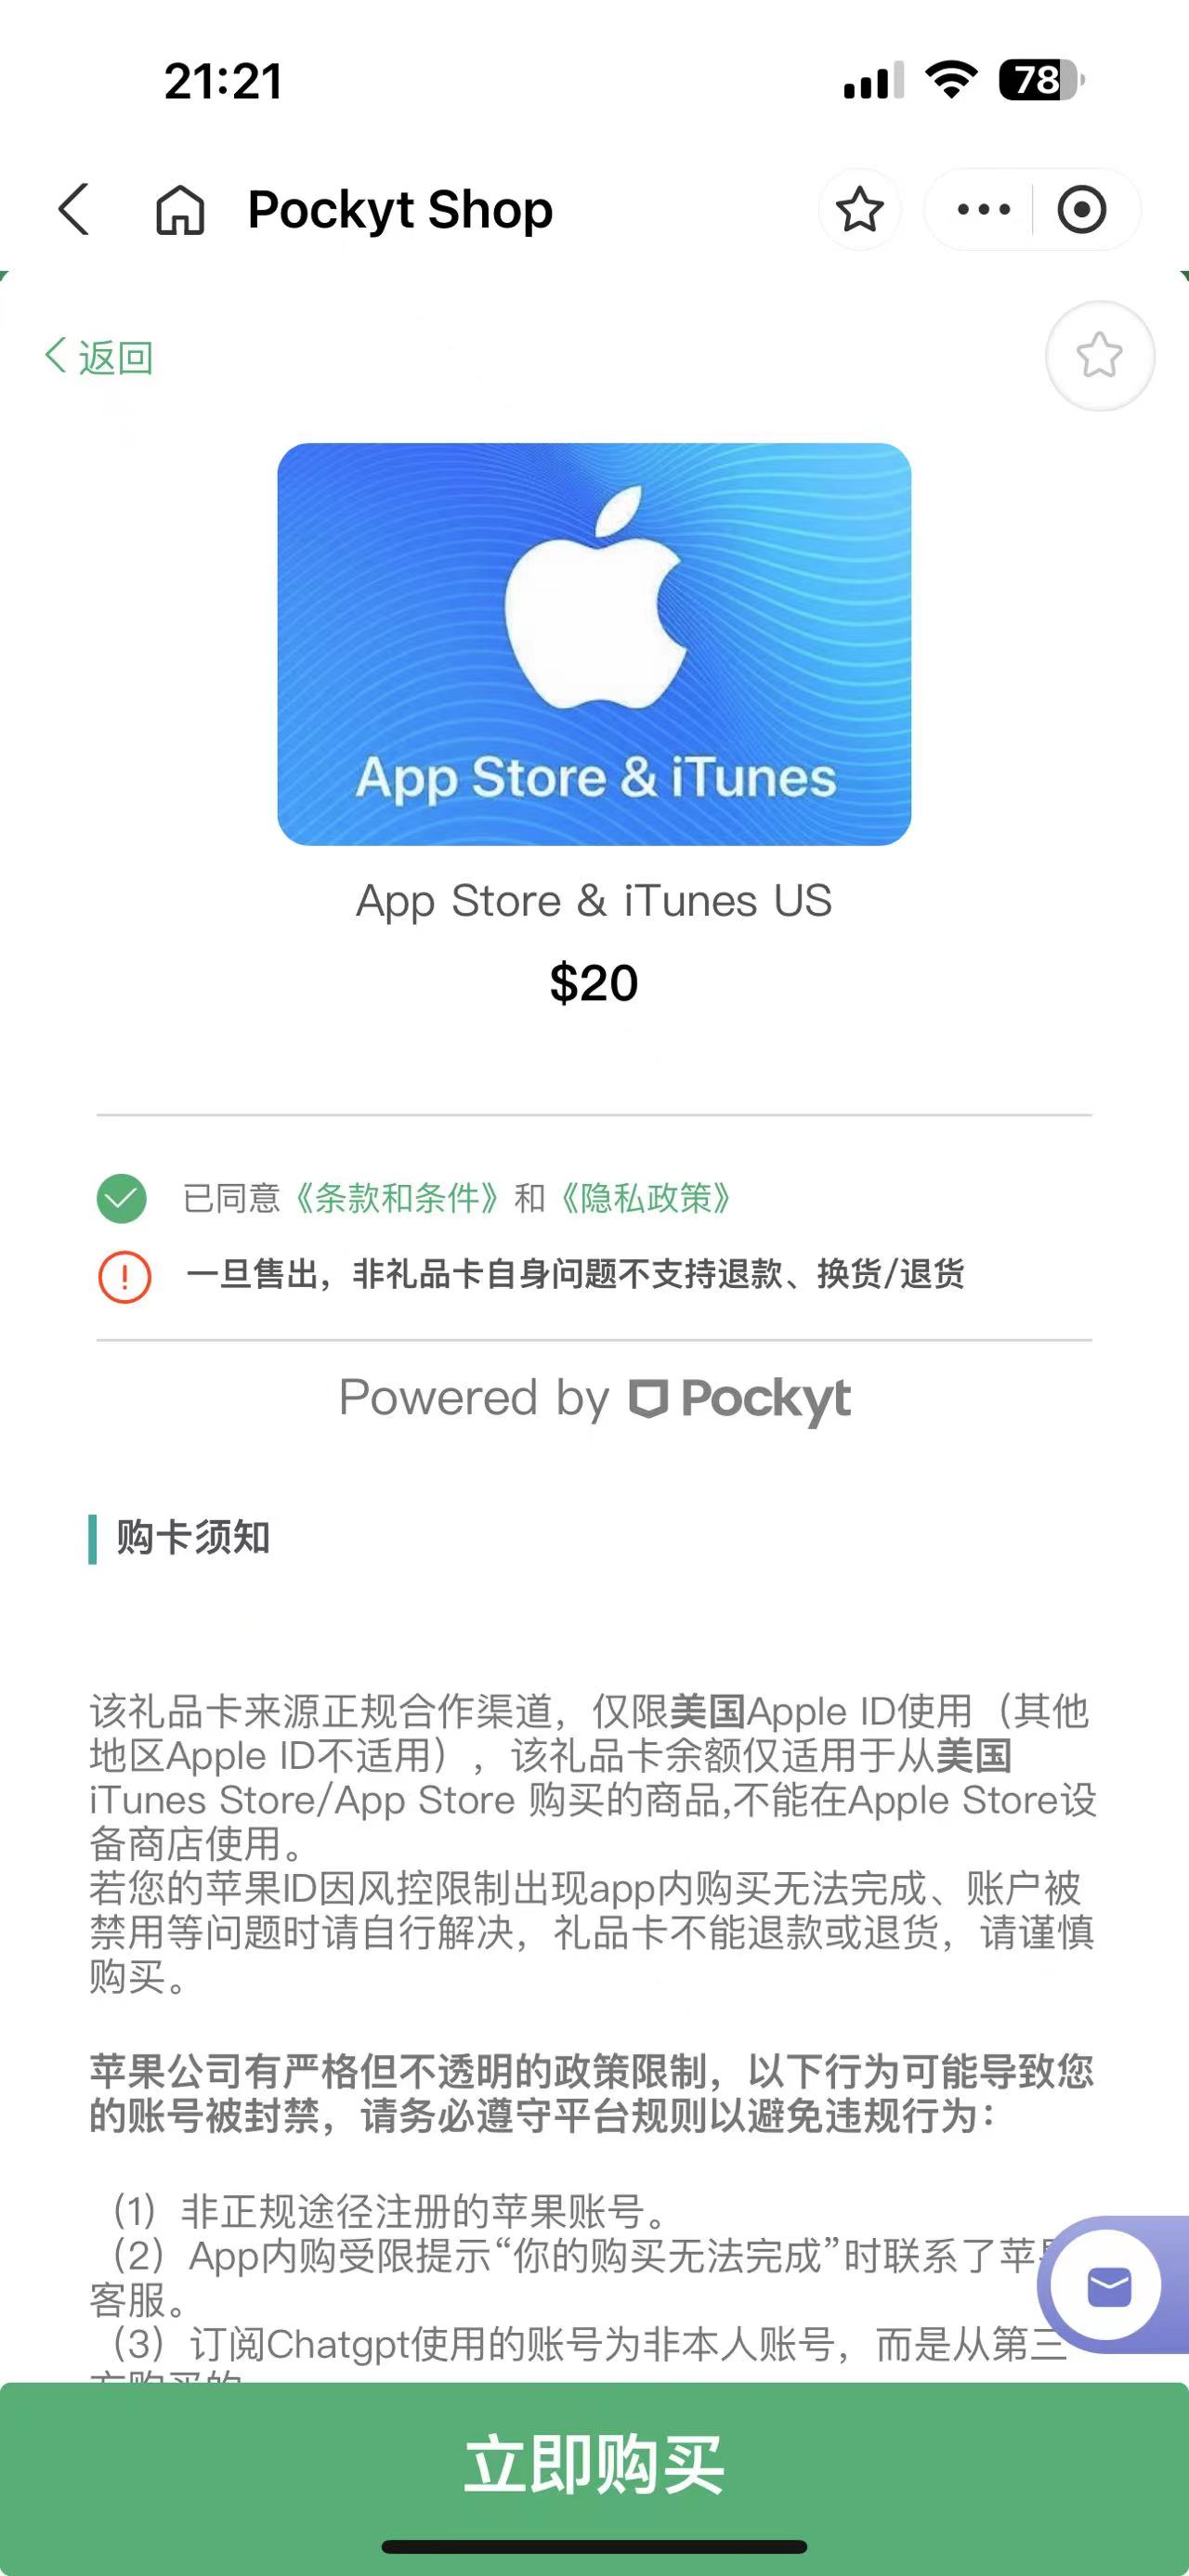 21:21
78
Pockyt Shop
返回
App Store & iTunes
App Store & iTunes US
$20
已同意《条款和条件》和《隐私政策》
一旦售出，非礼品卡自身问题不支持退款、换货/退货
Powered by Pockyt
购卡须知
该礼品卡来源正规合作渠道，仅限美国Apple ID使用（其他
地区Apple ID不适用），该礼品卡余额仅适用于从美国
iTunes Store/App Store 购买的商品,不能在Apple Store设
备商店使用。
若您的苹果ID因风控限制出现app内购买无法完成、账户被
禁用等问题时请自行解决，礼品卡不能退款或退货，请谨慎
购买。
苹果公司有严格但不透明的政策限制，以下行为可能导致您
的账号被封禁，请务必遵守平台规则以避免违规行为：
（1）非正规途径注册的苹果账号。
（2）App内购受限提示“你的购买无法完成”时联系了苹
客服。
（3）订阅Chatgpt使用的账号为非本人账号，而是从第三
立即购买